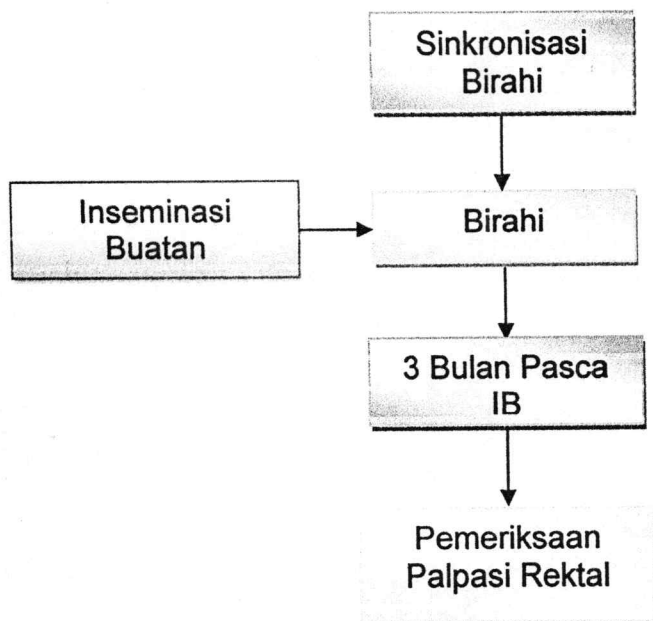 Sinkronisasi
Birahi
Inseminasi
Buatan
Birahi
3 Bulan Pasca
IB
Pemeriksaan
Palpasi Rektal